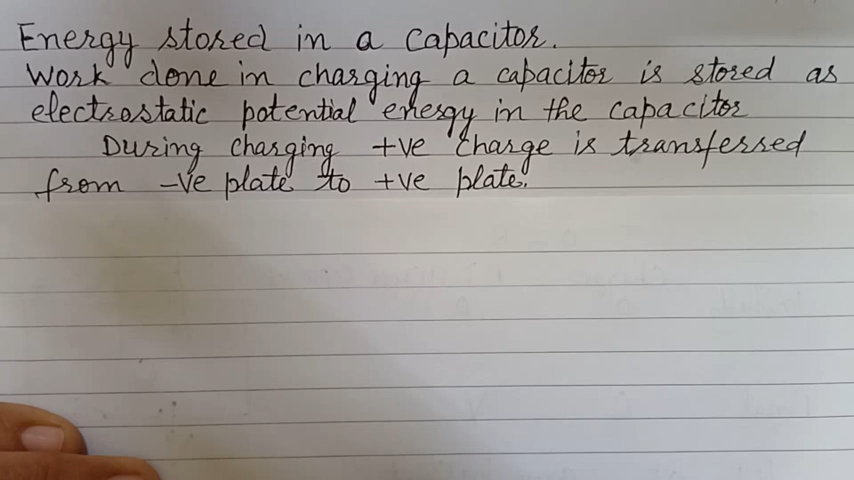 Energy stored in a capacitor.
Work done in charging a capacitor is stored as
electrostatic potential energy in the capacitor
During charging +ve charge is transferred
from -ve plate to +ve plate.